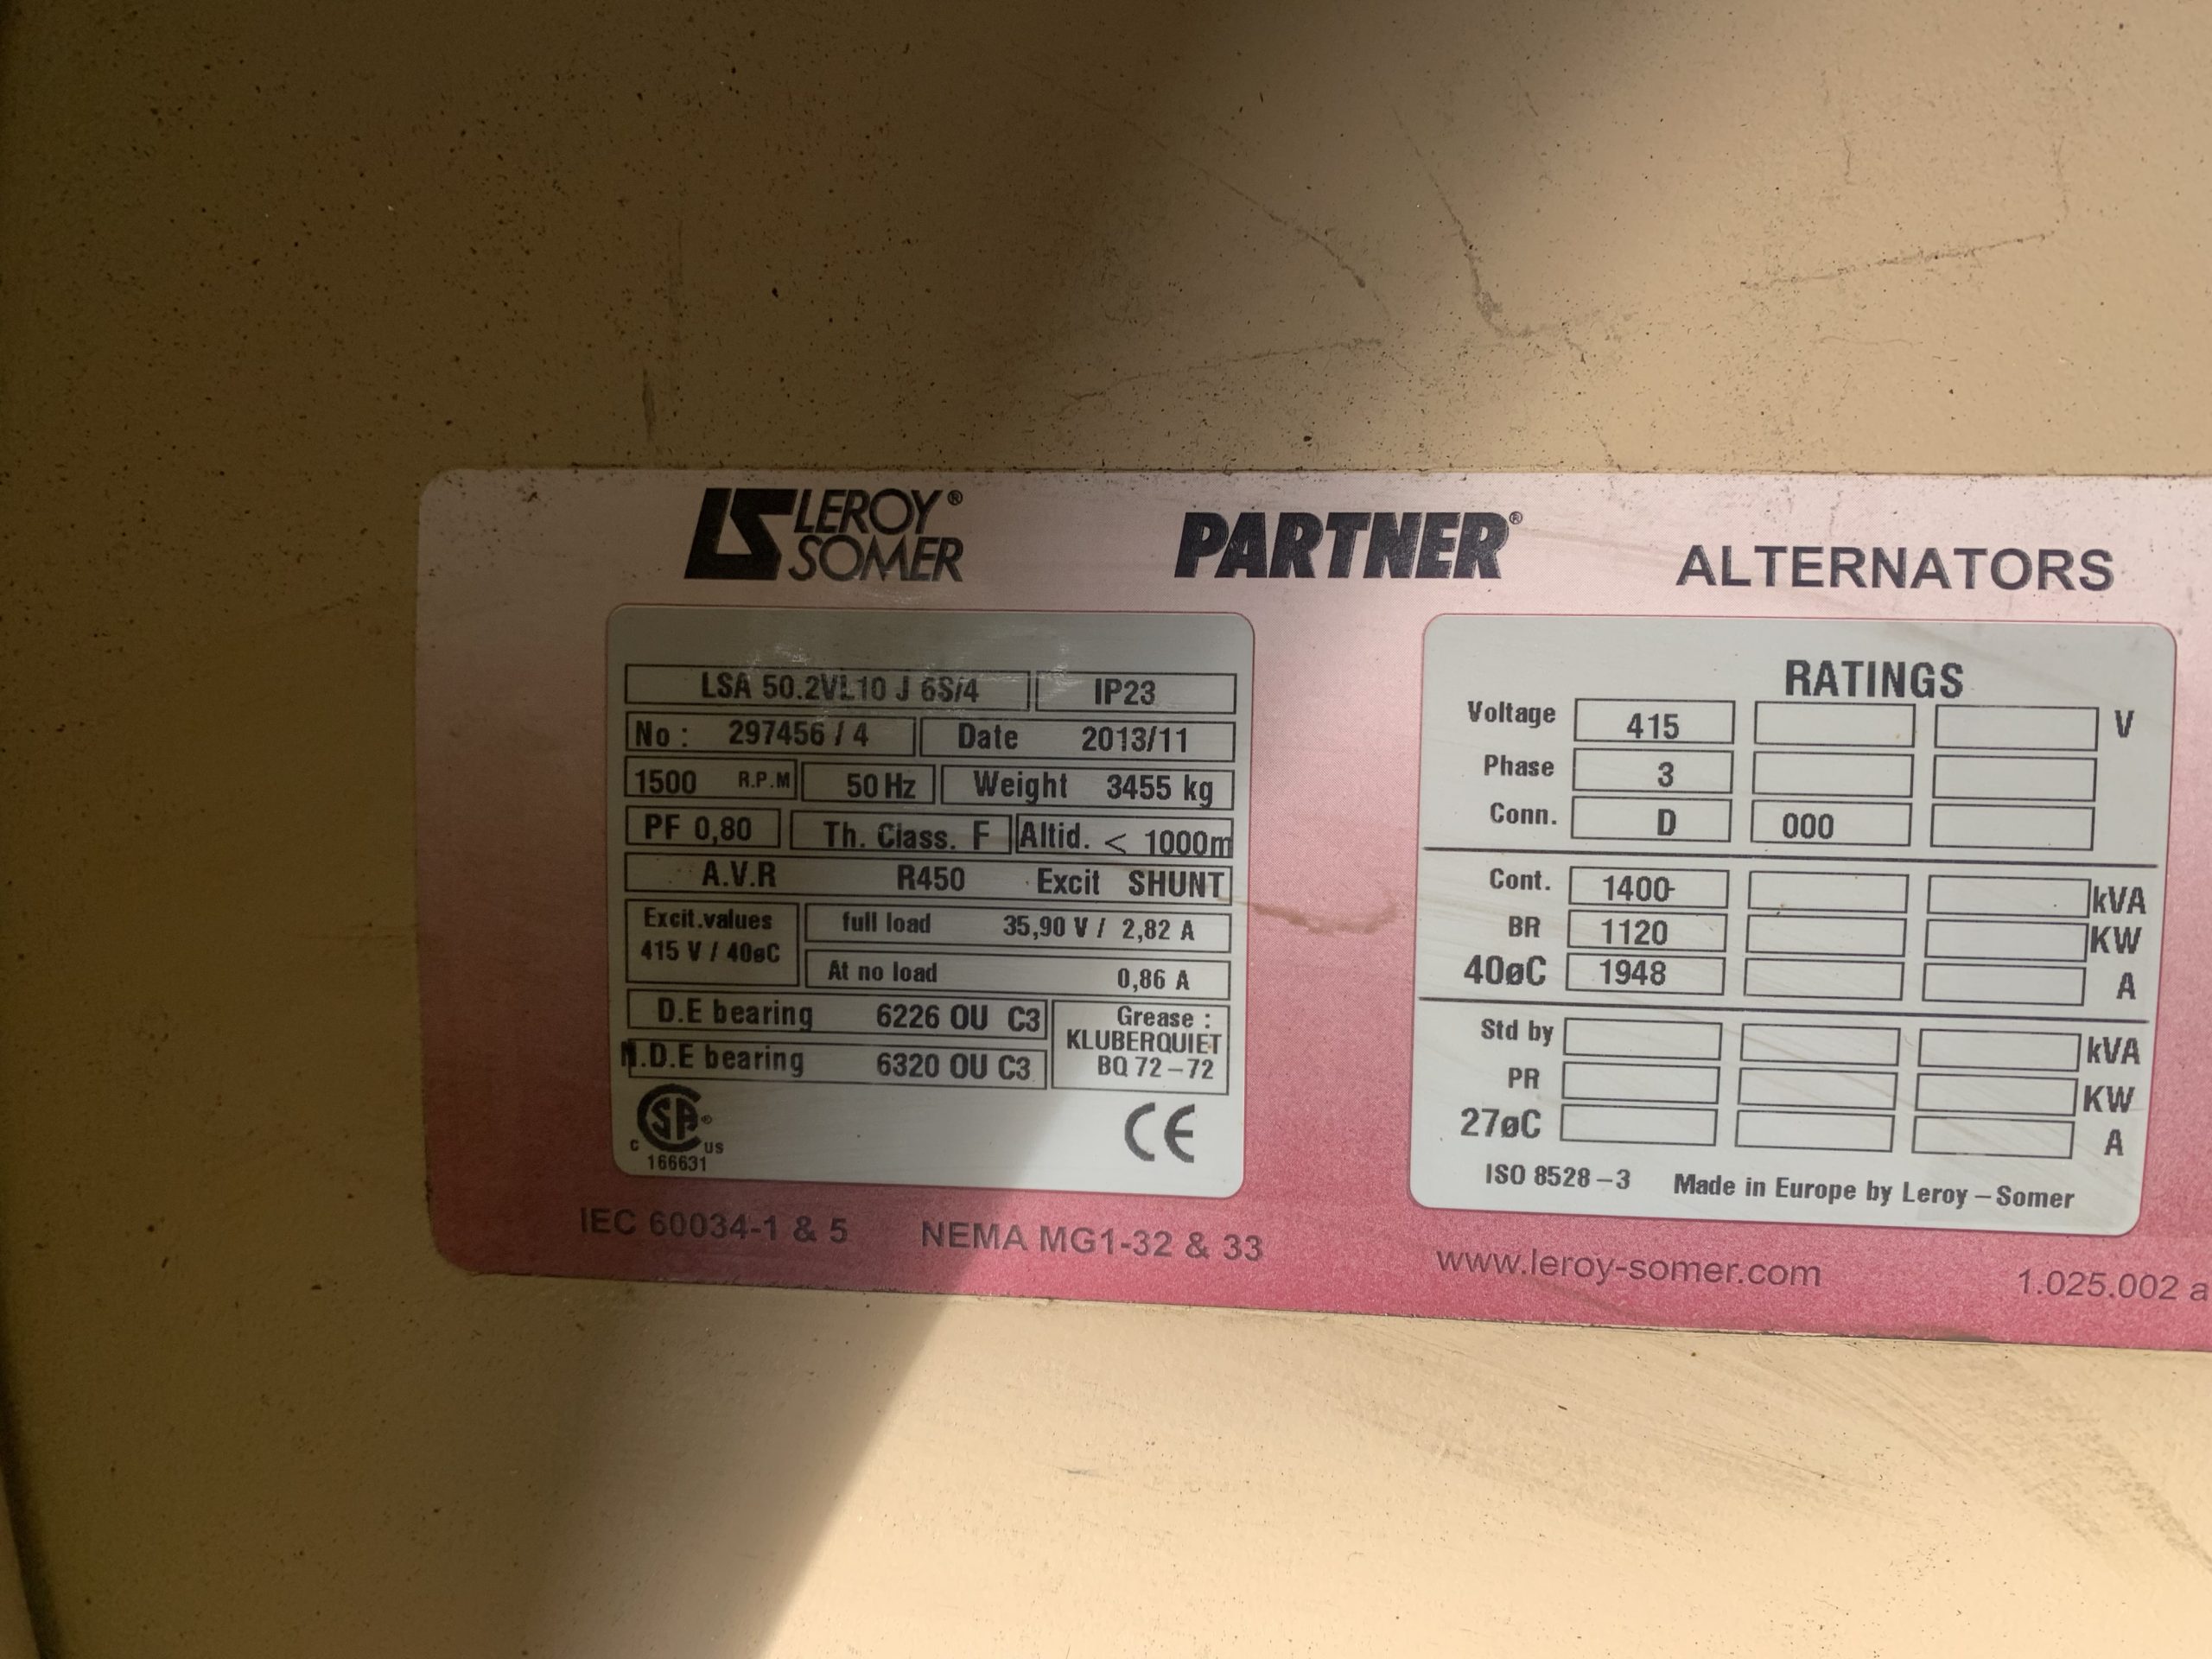 LEROY®
SOMER
PARTNER®
ALTERNATORS
LSA 50.2VL10 J 6S/4 IP23
No : 297456 / 4 Date 2013/11
1500 R.P.M 50 Hz Weight 3455 kg
PF 0,80 Th. Class. F Altid. < 1000m
A.V.R R450 Excit SHUNT
Excit.values full load 35,90 V / 2,82 A
415 V / 40øC At no load 0,86 A
D.E bearing 6226 OU C3 Grease :
KLUBERQUIET
N.D.E bearing 6320 OU C3 BQ 72-72
CSA®
C US
166631
CE
RATINGS
Voltage 415 V
Phase 3
Conn. D 000
Cont. 1400 kVA
BR 1120 KW
40øC 1948 A
Std by kVA
PR KW
27øC A
ISO 8528-3 Made in Europe by Leroy-Somer
IEC 60034-1 & 5 NEMA MG1-32 & 33
www.leroy-somer.com 1.025.002 a